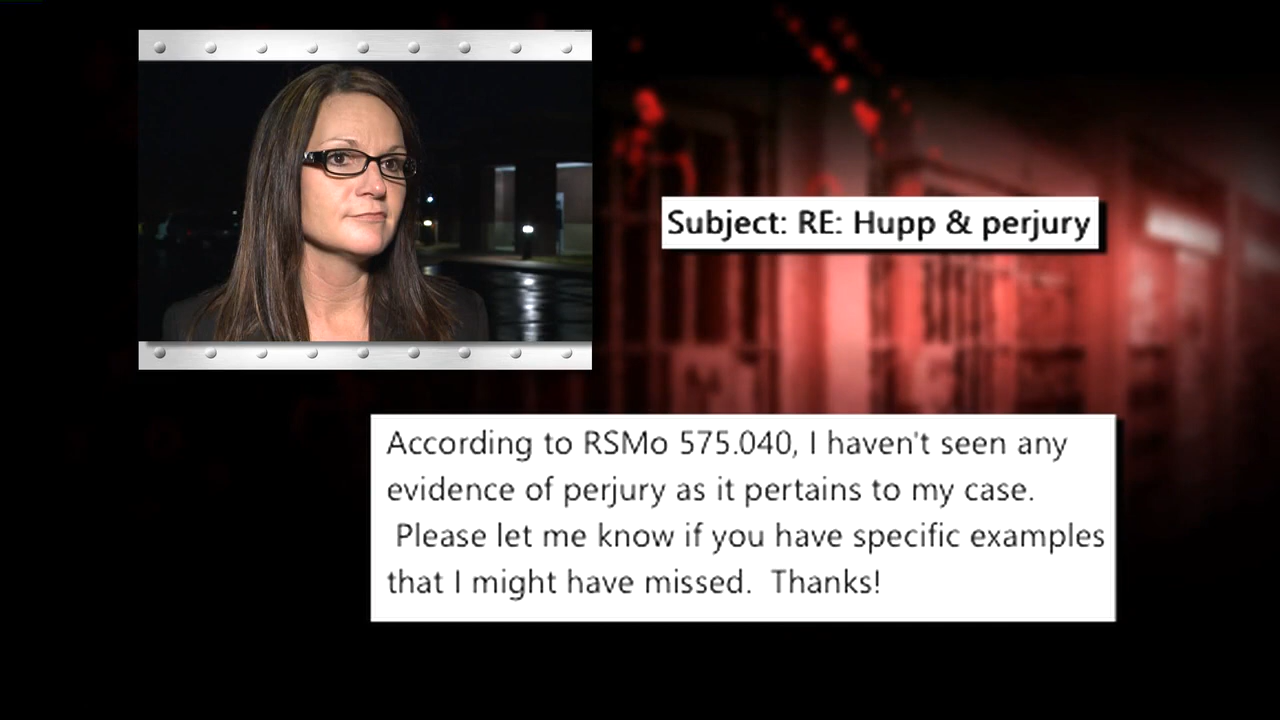 Subject: RE: Hupp & perjury
According to RSMo 575.040, I haven't seen any
evidence of perjury as it pertains to my case.
Please let me know if you have specific examples
that I might have missed.  Thanks!